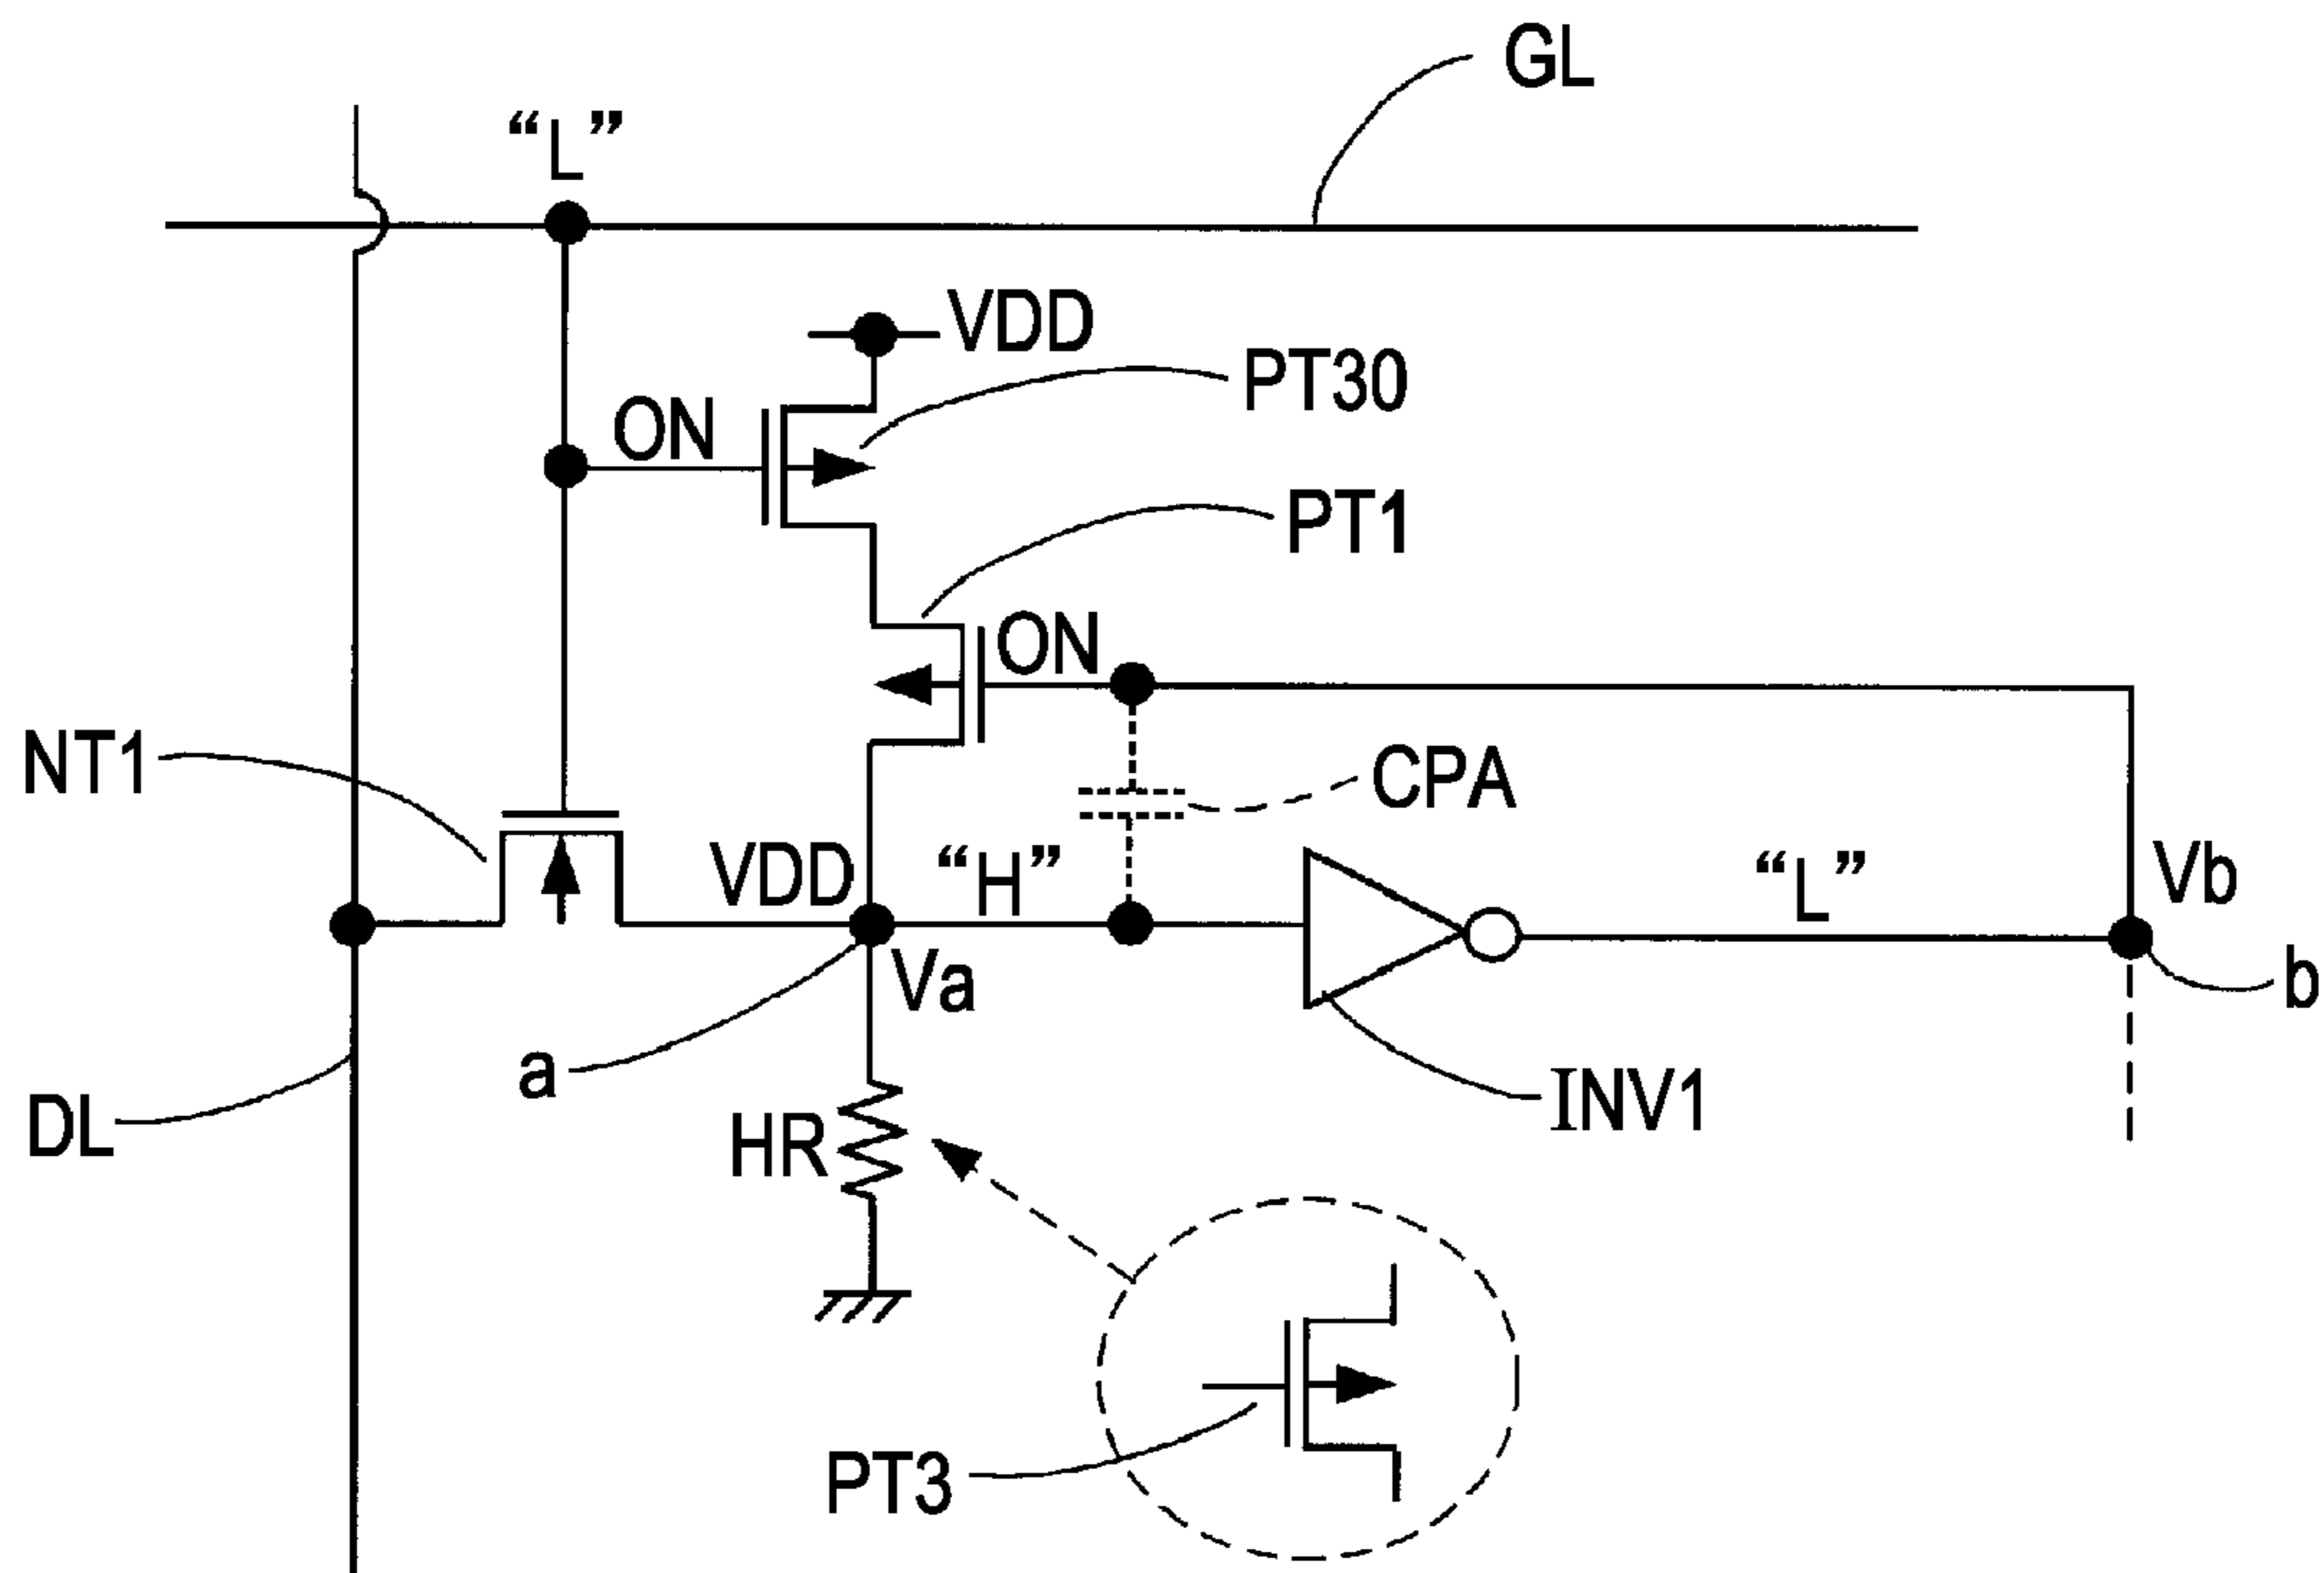 GL
“L”
VDD
PT30
ON
PT1
ON
NT1
CPA
VDD
“H”
“L”
Vb
Va
b
a
INV1
DL
HR
PT3